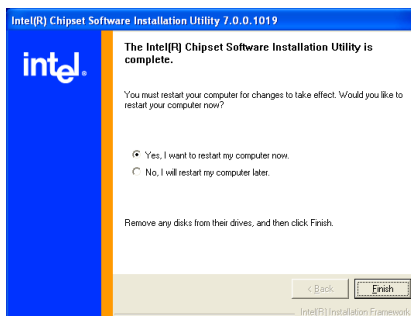 Intel(R) Chipset Software Installation Utility 7.0.0.1019
The Intel(R) Chipset Software Installation Utility is
complete.
intel®
You must restart your computer for changes to take effect. Would you like to
restart your computer now?
Yes, I want to restart my computer now.
No, I will restart my computer later.
Remove any disks from their drives, and then click Finish.
< Back
Finish
Intel(R) Installation Framework